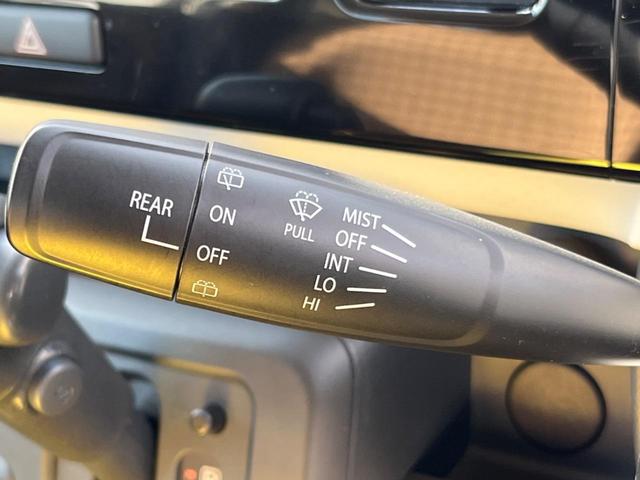 REAR
ON
OFF
PULL
MIST
OFF
INT
LO
HI